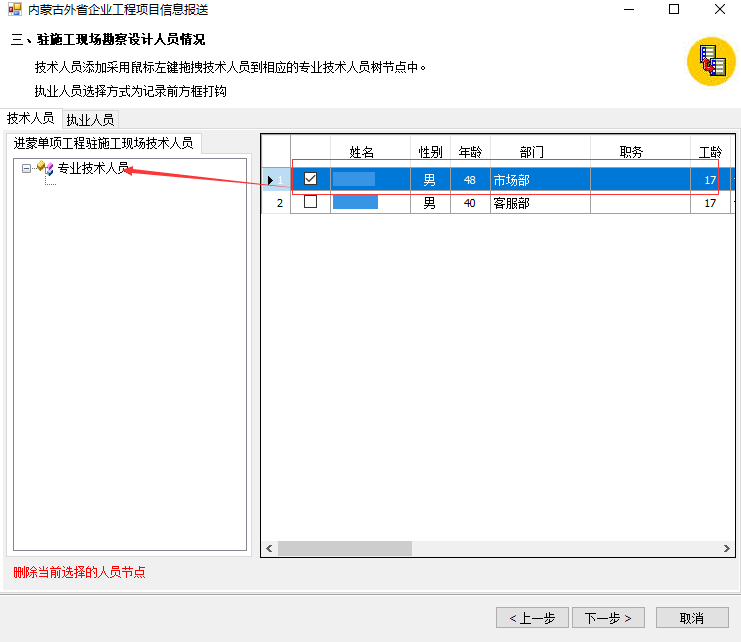 内蒙古外省企业工程项目信息报送
三、驻施工现场勘察设计人员情况
技术人员添加采用鼠标左键拖拽技术人员到相应的专业技术人员树节点中。
执业人员选择方式为记录前方框打钩
技术人员 执业人员
进蒙单项工程驻施工现场技术人员
专业技术人员
姓名 性别 年龄 部门 职务 工龄
1 男 48 市场部 17
2 男 40 客服部 17
删除当前选择的人员节点
< 上一步 下一步 > 取消